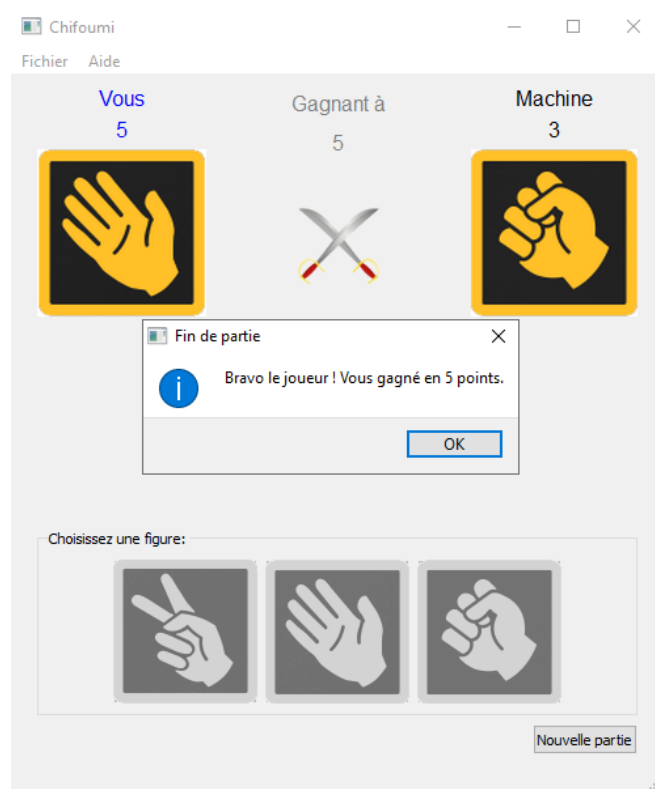 Chifoumi
Fichier Aide
Vous Gagnant à Machine
5 5 3
Fin de partie
Bravo le joueur ! Vous gagné en 5 points.
OK
Choisissez une figure:
Nouvelle partie